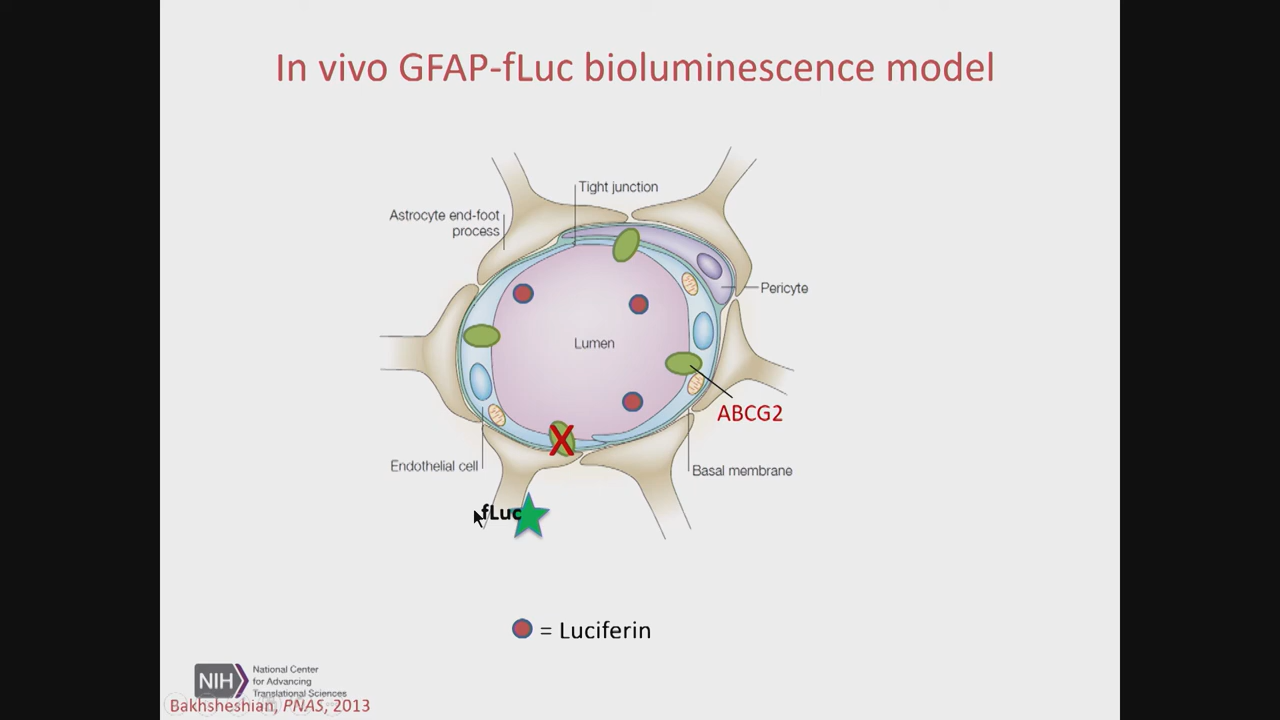 In vivo GFAP-fLuc bioluminescence model
Tight junction
Astrocyte end-foot
process
Pericyte
Lumen
ABCG2
X
Endothelial cell
Basal membrane
fLuc
= Luciferin
NIH
National Center
for Advancing
Translational Sciences
Bakhsheshian, PNAS, 2013